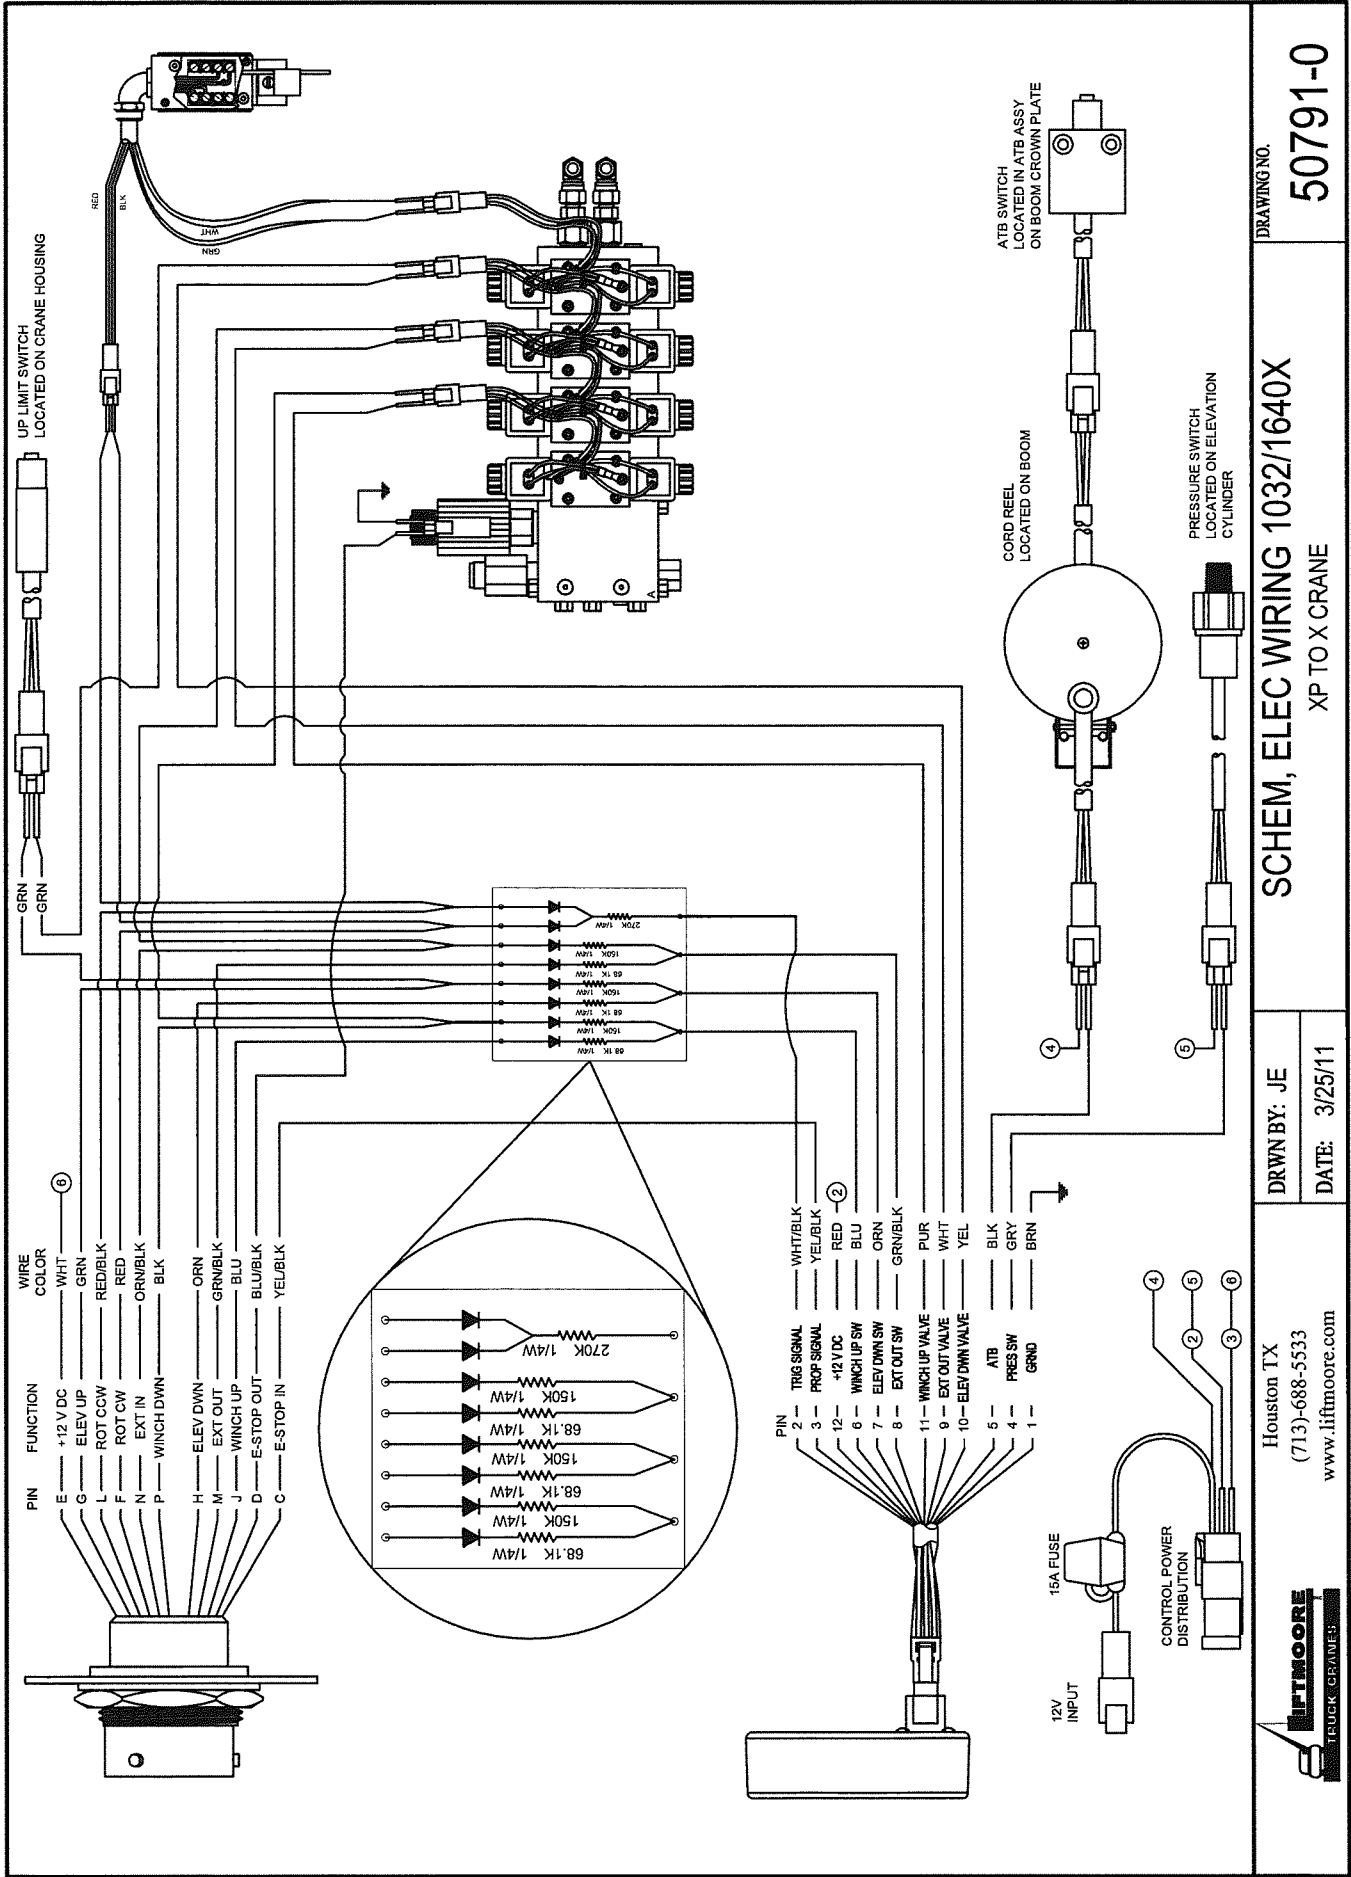 PIN
FUNCTION
WIRE
COLOR
E
+12 V DC
WHT
6
G
ELEV UP
GRN
L
ROT CCW
RED/BLK
F
ROT CW
RED
N
EXT IN
ORN/BLK
P
WINCH DWN
BLK
H
ELEV DWN
ORN
M
EXT OUT
GRN/BLK
J
WINCH UP
BLU
D
E-STOP OUT
BLU/BLK
C
E-STOP IN
YEL/BLK
GRN
GRN
UP LIMIT SWITCH
LOCATED ON CRANE HOUSING
RED
BLK
WHT
GRN
A
270K 1/4W
150K 1/4W
68.1K 1/4W
150K 1/4W
68.1K 1/4W
150K 1/4W
68.1K 1/4W
270K 1/4W
150K 1/4W
68.1K 1/4W
150K 1/4W
68.1K 1/4W
150K 1/4W
68.1K 1/4W
PIN
2
TRIG SIGNAL
WHT/BLK
3
PROP SIGNAL
YEL/BLK
12
+12 V DC
RED
2
6
WINCH UP SW
BLU
7
ELEV DWN SW
ORN
8
EXT OUT SW
GRN/BLK
11
WINCH UP VALVE
PUR
9
EXT OUT VALVE
WHT
10
ELEV DWN VALVE
YEL
5
ATB
BLK
4
PRES SW
GRY
1
GRND
BRN
4
5
CORD REEL
LOCATED ON BOOM
ATB SWITCH
LOCATED IN ATB ASSY
ON BOOM CROWN PLATE
PRESSURE SWITCH
LOCATED ON ELEVATION
CYLINDER
12V
INPUT
15A FUSE
CONTROL POWER
DISTRIBUTION
4
2
5
3
6
LIFTMOORE
TRUCK CRANES
Houston TX
(713)-688-5533
www.liftmoore.com
DRWN BY: JE
DATE: 3/25/11
SCHEM, ELEC WIRING 1032/1640X
XP TO X CRANE
DRAWING NO.
50791-0